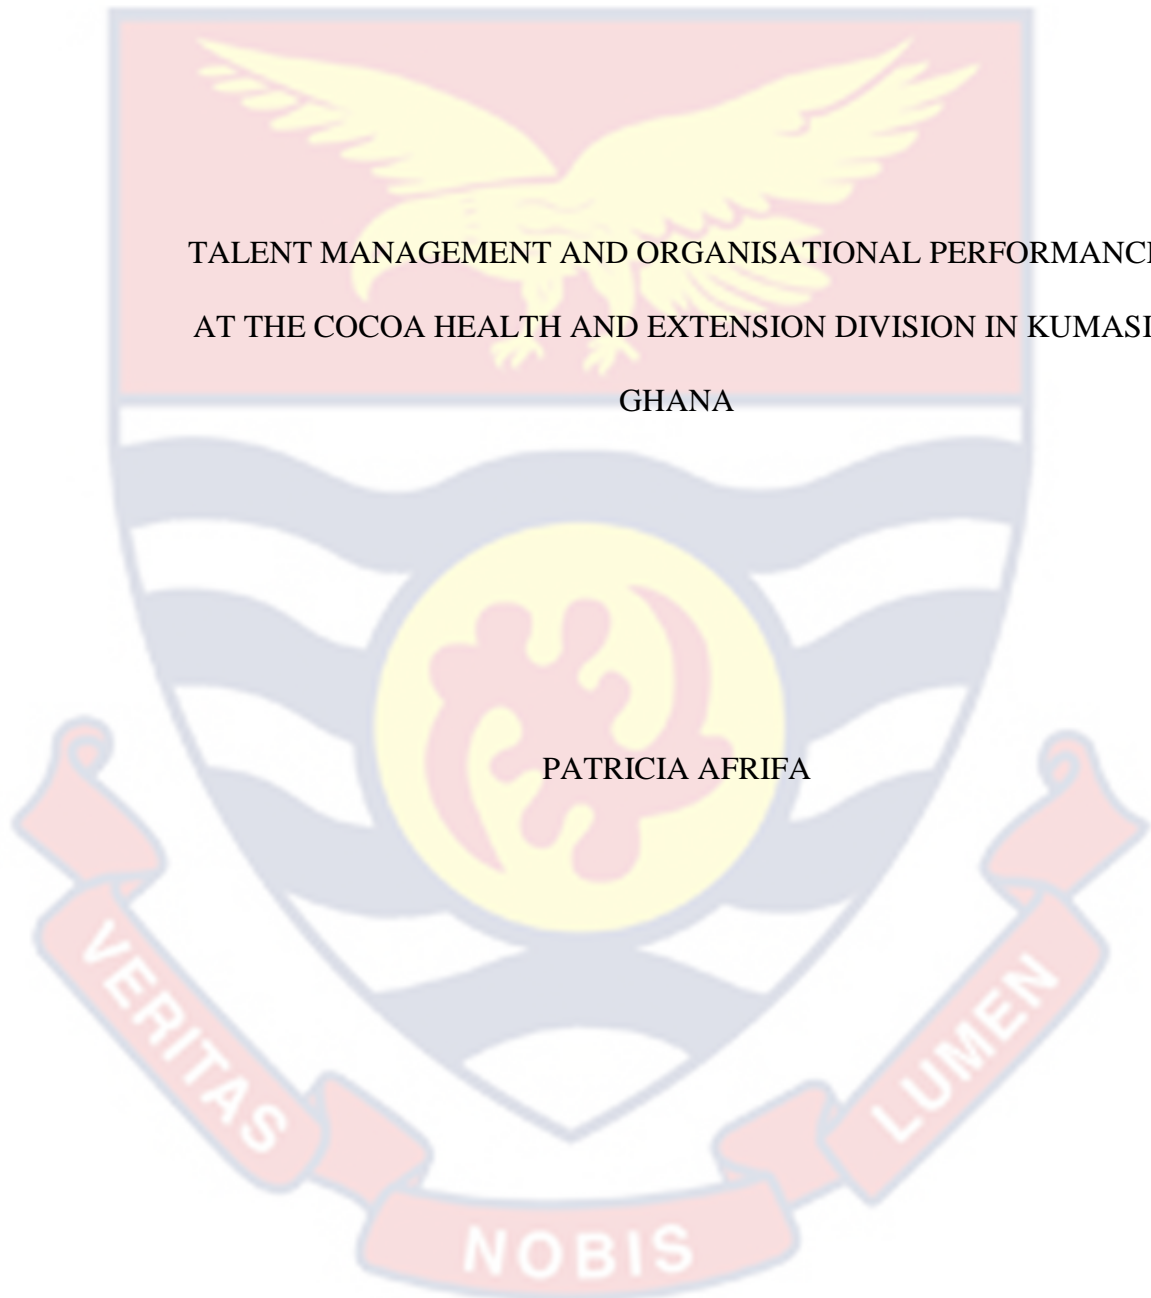 TALENT MANAGEMENT AND ORGANISATIONAL PERFORMANCE
AT THE COCOA HEALTH AND EXTENSION DIVISION IN KUMASI
GHANA
PATRICIA AFRIFA
VERITAS
NOBIS
LUMEN